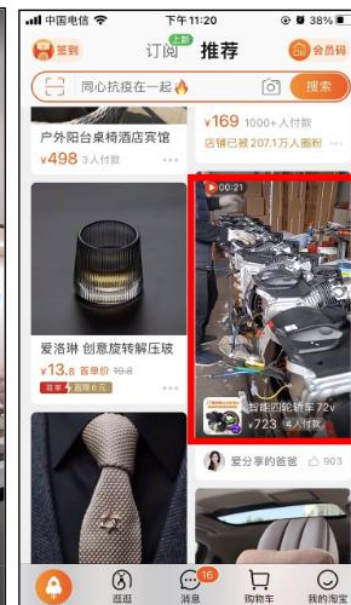 中国电信 下午11:20 38%
签到 订阅 上新 推荐 会员码
同心抗疫在一起 搜索
户外阳台桌椅酒店宾馆
¥498 3人付款
¥169 1000+人付款
店铺已被207.1万人圈粉
爱洛琳 创意旋转解压玻
¥13.8 首单价 19.8
首单 直降6元
00:21
智能四轮轿车72v
¥723 4人付款
爱分享的爸爸 903
逛逛 消息 16 购物车 我的淘宝